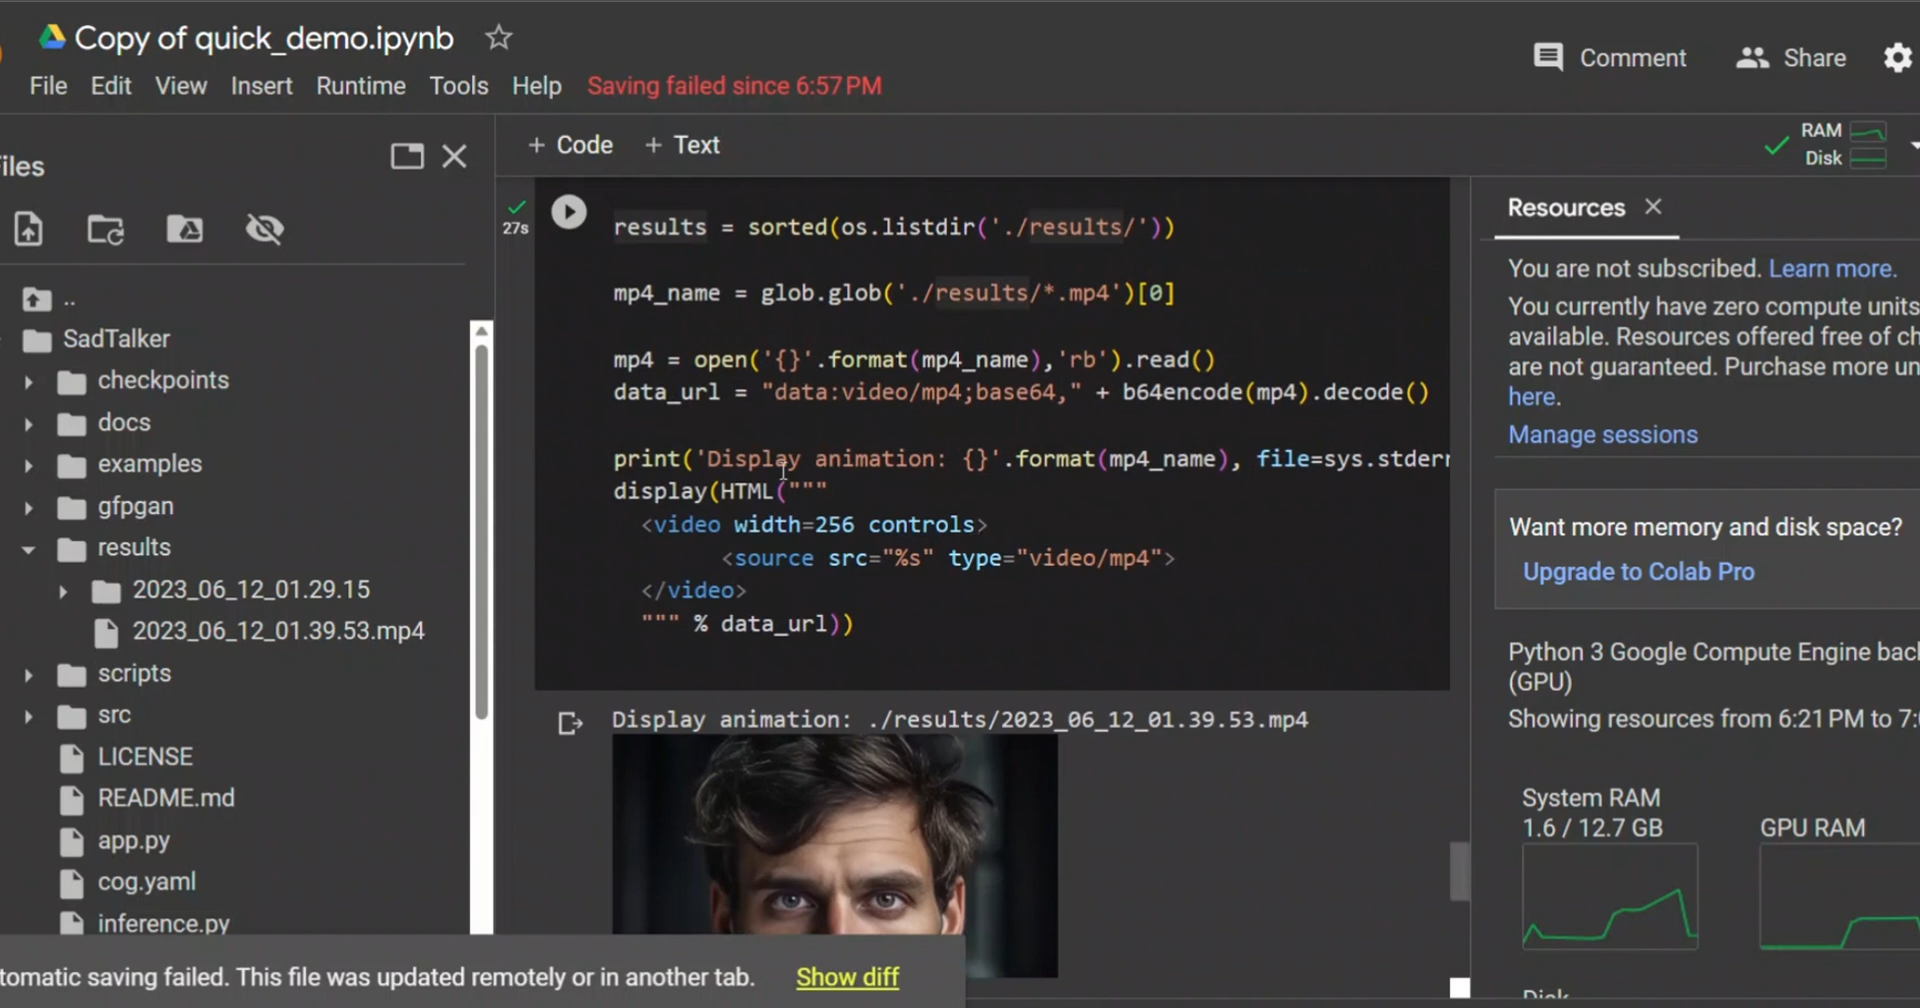 Copy of quick_demo.ipynb
File Edit View Insert Runtime Tools Help Saving failed since 6:57 PM
Comment Share
iles
+ Code + Text
RAM
Disk
..
SadTalker
checkpoints
docs
examples
gfpgan
results
2023_06_12_01.29.15
2023_06_12_01.39.53.mp4
scripts
src
LICENSE
README.md
app.py
cog.yaml
inference.py
27s
results = sorted(os.listdir('./results/'))
mp4_name = glob.glob('./results/*.mp4')[0]
mp4 = open('{}'.format(mp4_name),'rb').read()
data_url = "data:video/mp4;base64," + b64encode(mp4).decode()
print('Display animation: {}'.format(mp4_name), file=sys.stderr
display(HTML("""
<video width=256 controls>
<source src="%s" type="video/mp4">
</video>
""" % data_url))
Display animation: ./results/2023_06_12_01.39.53.mp4
Resources
You are not subscribed. Learn more.
You currently have zero compute units
available. Resources offered free of ch
are not guaranteed. Purchase more un
here.
Manage sessions
Want more memory and disk space?
Upgrade to Colab Pro
Python 3 Google Compute Engine back
(GPU)
Showing resources from 6:21 PM to 7:
System RAM
1.6 / 12.7 GB
GPU RAM
Disk
tomatic saving failed. This file was updated remotely or in another tab. Show diff